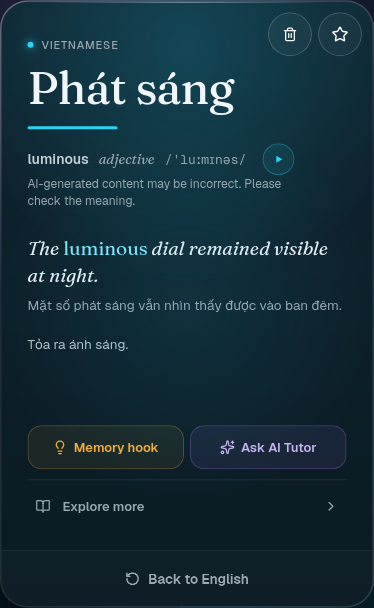 VIETNAMESE
Phát sáng
luminous adjective /ˈluːmɪnəs/
AI-generated content may be incorrect. Please
check the meaning.
The luminous dial remained visible
at night.
Mặt số phát sáng vẫn nhìn thấy được vào ban đêm.
Tỏa ra ánh sáng.
Memory hook
Ask AI Tutor
Explore more
Back to English